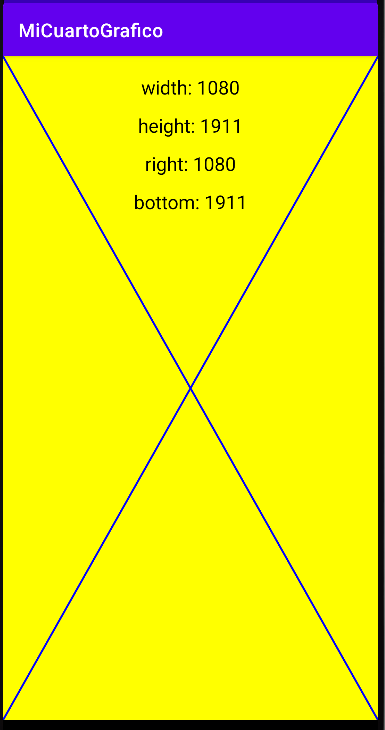 MiCuartoGrafico
width: 1080
height: 1911
right: 1080
bottom: 1911